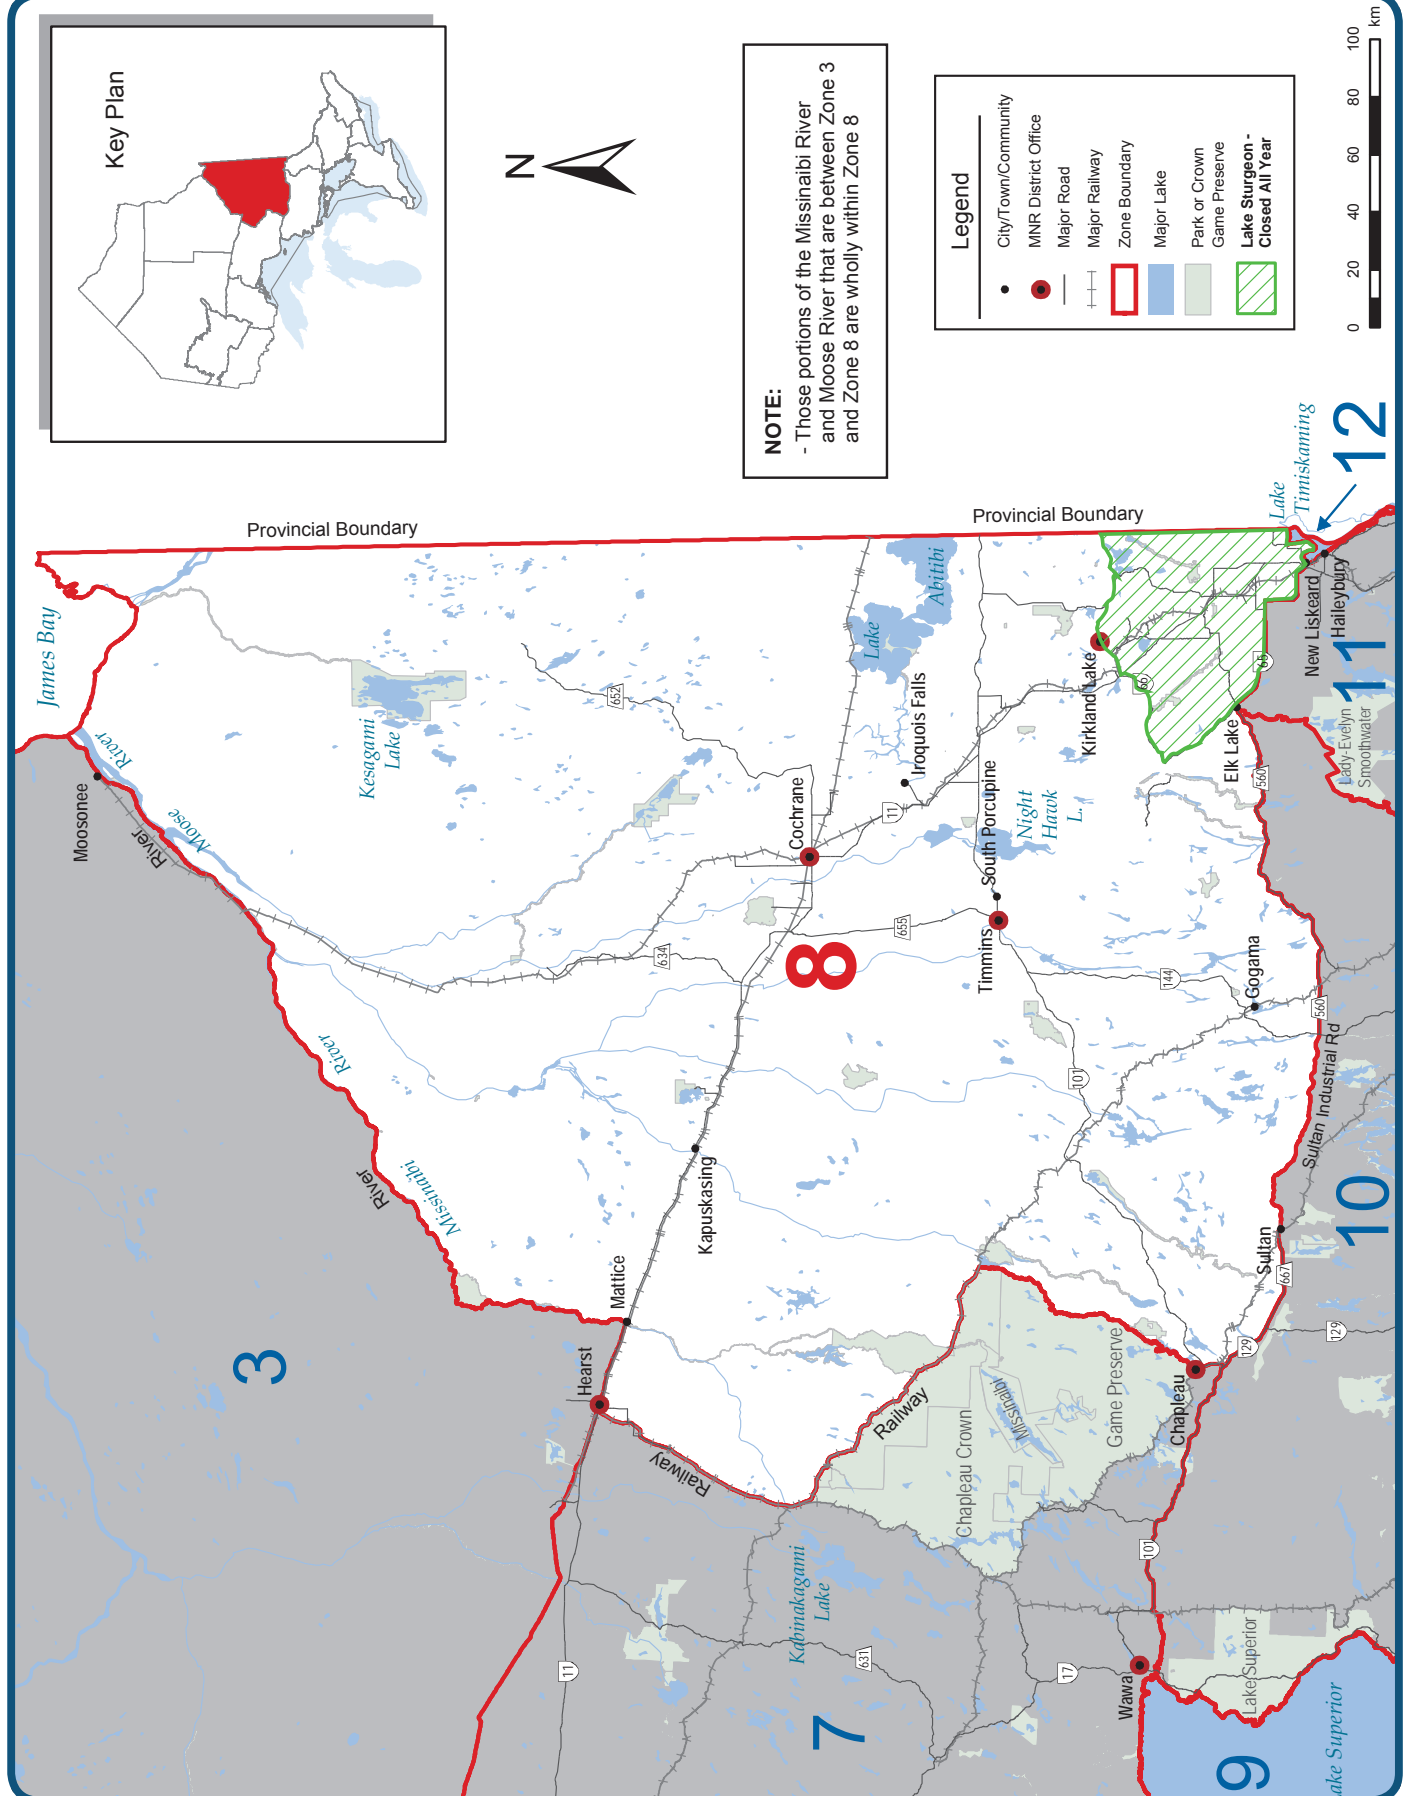 Key Plan
N
NOTE:
- Those portions of the Missinaibi River
and Moose River that are between Zone 3
and Zone 8 are wholly within Zone 8
Legend
City/Town/Community
MNR District Office
Major Road
Major Railway
Zone Boundary
Major Lake
Park or Crown
Game Preserve
Lake Sturgeon -
Closed All Year
0 20 40 60 80 100 km
Provincial Boundary
Provincial Boundary
James Bay
Moosonee
River
Moose
River
Kesagami
Lake
652
Lake
Abitibi
Iroquois Falls
Cochrane
11
South Porcupine
Night
Hawk
L.
Kirkland Lake
66
65
Elk Lake
560
New Liskeard
Haileybury
Lake
Timiskaming
12
11
Lady-Evelyn
Smoothwater
634
655
8
Timmins
144
Gogama
560
Sultan Industrial Rd
101
River
River
Missinaibi
Kapuskasing
Mattice
Hearst
3
Railway
Railway
Chapleau Crown
Game Preserve
Missinaibi
Chapleau
129
129
667
Sultan
10
Kabinakagami
Lake
631
11
17
101
Wawa
7
9
Lake Superior
ake Superior